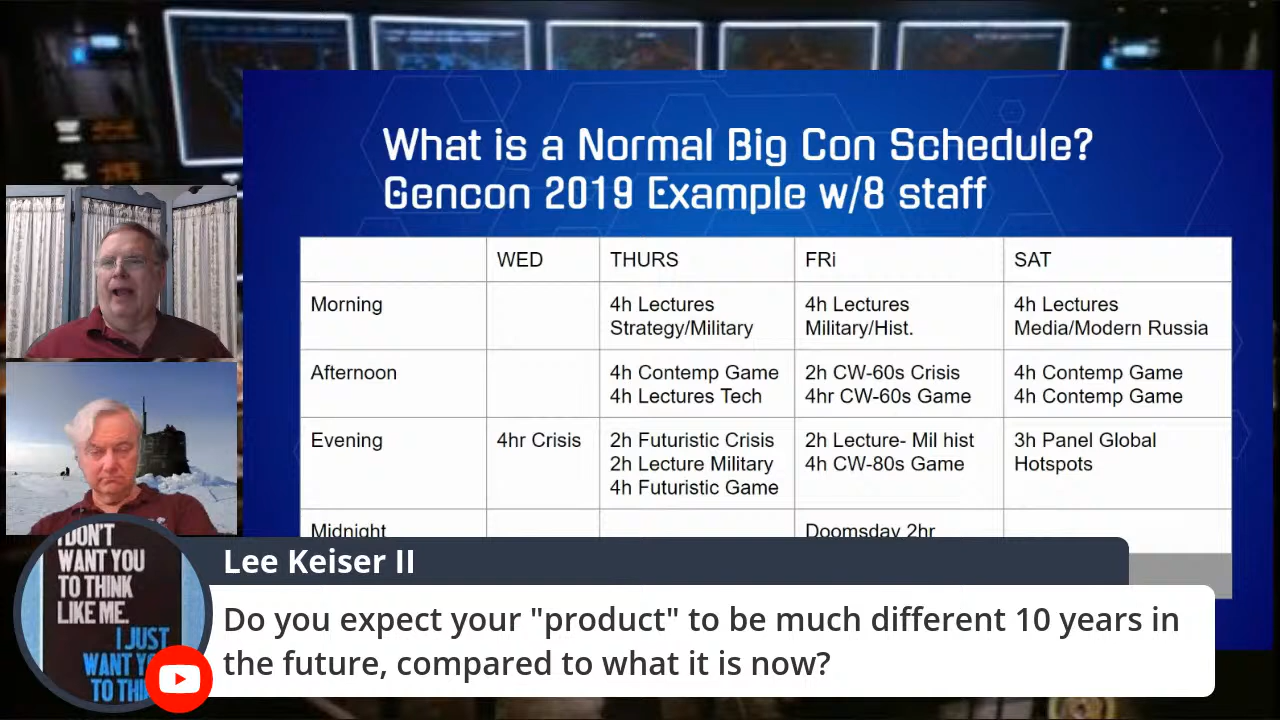 What is a Normal Big Con Schedule?
Gencon 2019 Example w/8 staff
WED THURS FRi SAT
Morning
4h Lectures
Strategy/Military
4h Lectures
Military/Hist.
4h Lectures
Media/Modern Russia
Afternoon
4h Contemp Game
4h Lectures Tech
2h CW-60s Crisis
4hr CW-60s Game
4h Contemp Game
4h Contemp Game
Evening
4hr Crisis
2h Futuristic Crisis
2h Lecture Military
4h Futuristic Game
2h Lecture- Mil hist
4h CW-80s Game
3h Panel Global
Hotspots
Midnight
Doomsday 2hr
I DON'T
WANT YOU
TO THINK
LIKE ME.
I JUST
WANT
TO
Lee Keiser II
Do you expect your "product" to be much different 10 years in
the future, compared to what it is now?